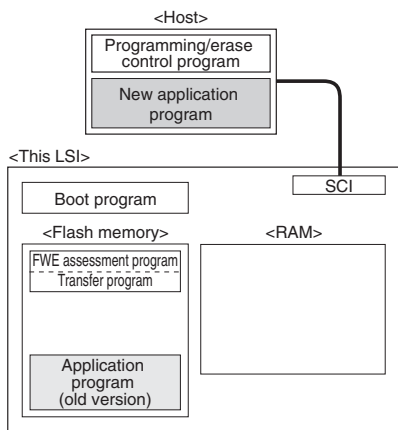 <Host>
Programming/erase
control program
New application
program
<This LSI>
SCI
Boot program
<Flash memory>
<RAM>
FWE assessment program
Transfer program
Application
program
(old version)